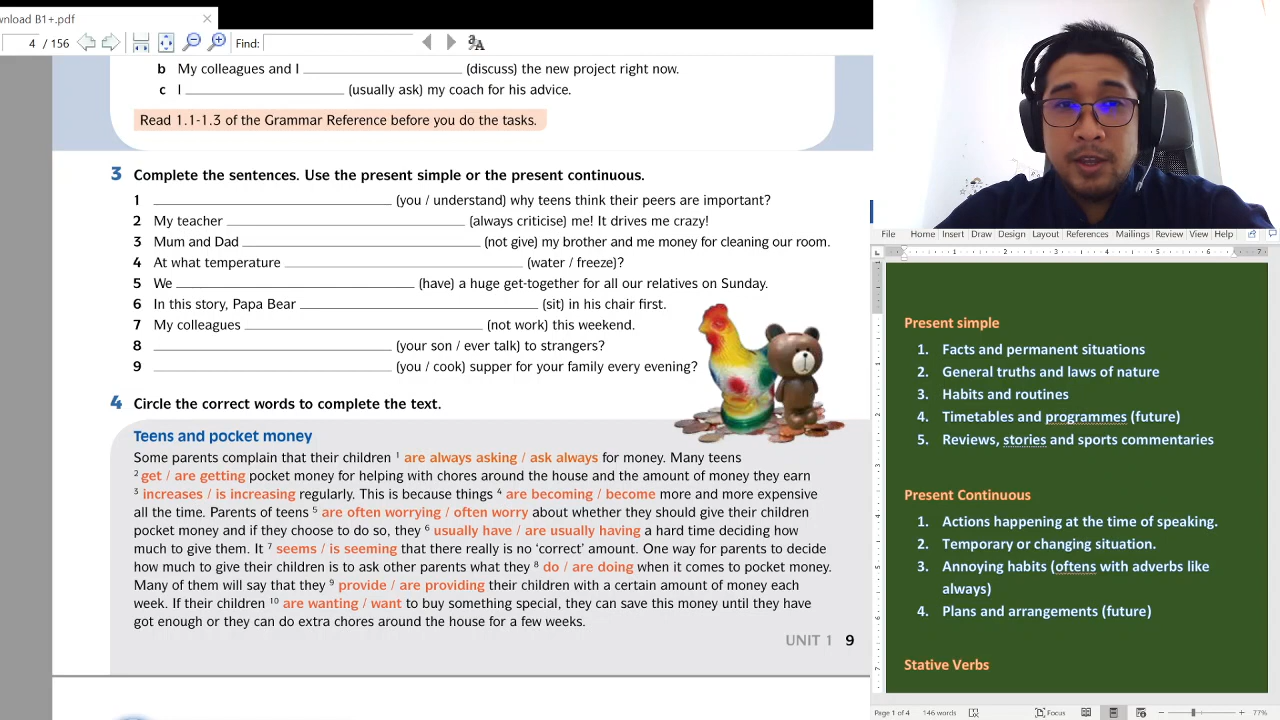 wnload B1+.pdf
4 / 156
Find:
b My colleagues and I ____________________ (discuss) the new project right now.
c I ____________________ (usually ask) my coach for his advice.
Read 1.1-1.3 of the Grammar Reference before you do the tasks.
3 Complete the sentences. Use the present simple or the present continuous.
1 ____________________ (you / understand) why teens think their peers are important?
2 My teacher ____________________ (always criticise) me! It drives me crazy!
3 Mum and Dad ____________________ (not give) my brother and me money for cleaning our room.
4 At what temperature ____________________ (water / freeze)?
5 We ____________________ (have) a huge get-together for all our relatives on Sunday.
6 In this story, Papa Bear ____________________ (sit) in his chair first.
7 My colleagues ____________________ (not work) this weekend.
8 ____________________ (your son / ever talk) to strangers?
9 ____________________ (you / cook) supper for your family every evening?
4 Circle the correct words to complete the text.
Teens and pocket money
Some parents complain that their children 1 are always asking / ask always for money. Many teens
2 get / are getting pocket money for helping with chores around the house and the amount of money they earn
3 increases / is increasing regularly. This is because things 4 are becoming / become more and more expensive
all the time. Parents of teens 5 are often worrying / often worry about whether they should give their children
pocket money and if they choose to do so, they 6 usually have / are usually having a hard time deciding how
much to give them. It 7 seems / is seeming that there really is no 'correct' amount. One way for parents to decide
how much to give their children is to ask other parents what they 8 do / are doing when it comes to pocket money.
Many of them will say that they 9 provide / are providing their children with a certain amount of money each
week. If their children 10 are wanting / want to buy something special, they can save this money until they have
got enough or they can do extra chores around the house for a few weeks.
UNIT 1 9
File Home Insert Draw Design Layout References Mailings Review View Help
Present simple
1. Facts and permanent situations
2. General truths and laws of nature
3. Habits and routines
4. Timetables and programmes (future)
5. Reviews, stories and sports commentaries
Present Continuous
1. Actions happening at the time of speaking.
2. Temporary or changing situation.
3. Annoying habits (oftens with adverbs like
always)
4. Plans and arrangements (future)
Stative Verbs
Page 1 of 4 146 words Focus 77%